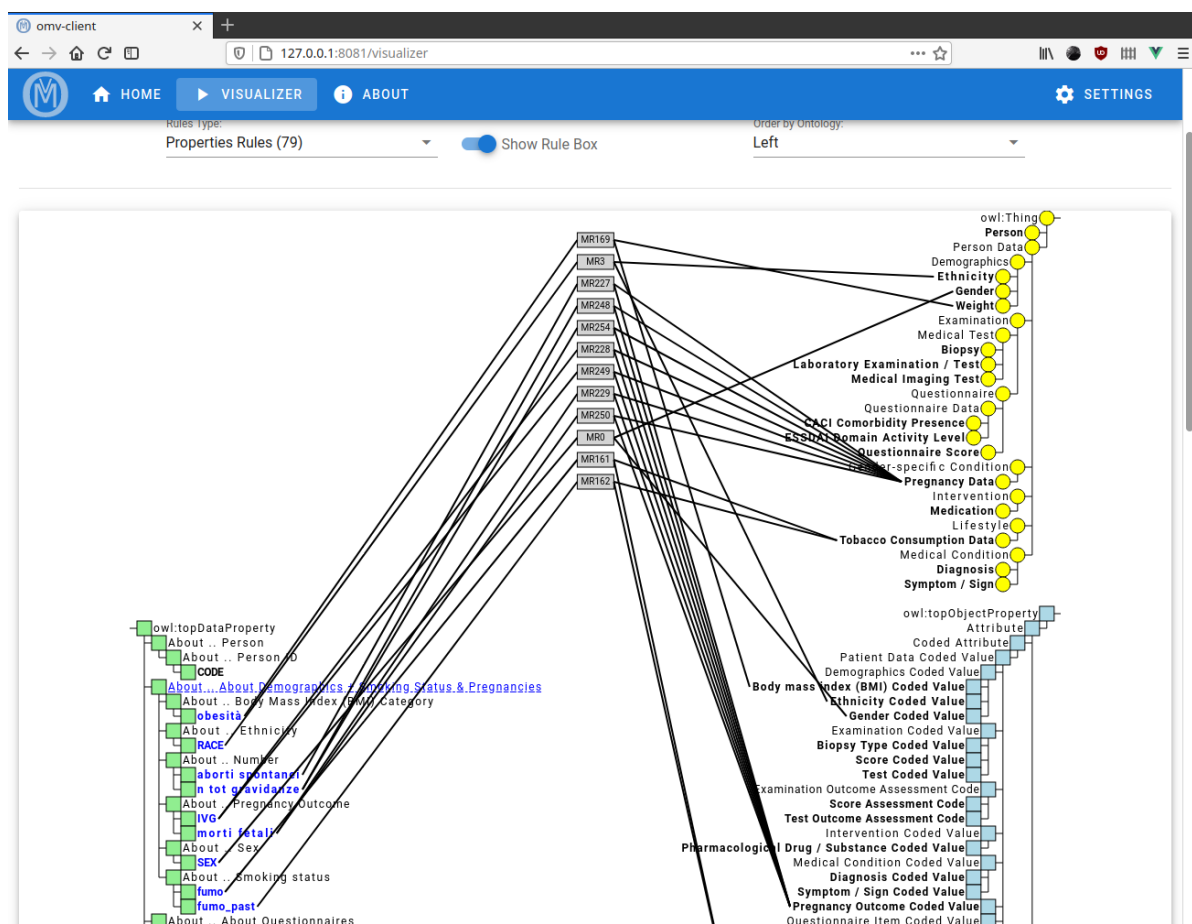 omv-client
127.0.0.1:8081/visualizer
HOME
VISUALIZER
ABOUT
SETTINGS
Rules Type:
Properties Rules (79)
Show Rule Box
Order by Ontology:
Left
MR169
MR3
MR227
MR248
MR254
MR228
MR249
MR229
MR250
MR0
MR161
MR162
owl:Thing
Person
Person Data
Demographics
Ethnicity
Gender
Weight
Examination
Medical Test
Biopsy
Laboratory Examination / Test
Medical Imaging Test
Questionnaire
Questionnaire Data
CACI Comorbidity Presence
ESSDAI Domain Activity Level
Questionnaire Score
Gender-specific Condition
Pregnancy Data
Intervention
Medication
Lifestyle
Tobacco Consumption Data
Medical Condition
Diagnosis
Symptom / Sign
owl:topDataProperty
About .. Person
About .. Person ID
CODE
About .. About Demographics + Smoking Status & Pregnancies
About .. Body Mass Index (BMI) Category
obesità
About .. Ethnicity
RACE
About .. Number
aborti spontanei
n tot gravidanze
About .. Pregnancy Outcome
IVG
morti fetali
About .. Sex
SEX
About .. Smoking status
fumo
fumo_past
About .. About Questionnaires
owl:topObjectProperty
Attribute
Coded Attribute
Patient Data Coded Value
Demographics Coded Value
Body mass index (BMI) Coded Value
Ethnicity Coded Value
Gender Coded Value
Examination Coded Value
Biopsy Type Coded Value
Score Coded Value
Test Coded Value
Examination Outcome Assessment Code
Score Assessment Code
Test Outcome Assessment Code
Intervention Coded Value
Pharmacological Drug / Substance Coded Value
Medical Condition Coded Value
Diagnosis Coded Value
Symptom / Sign Coded Value
Pregnancy Outcome Coded Value
Questionnaire Item Coded Value